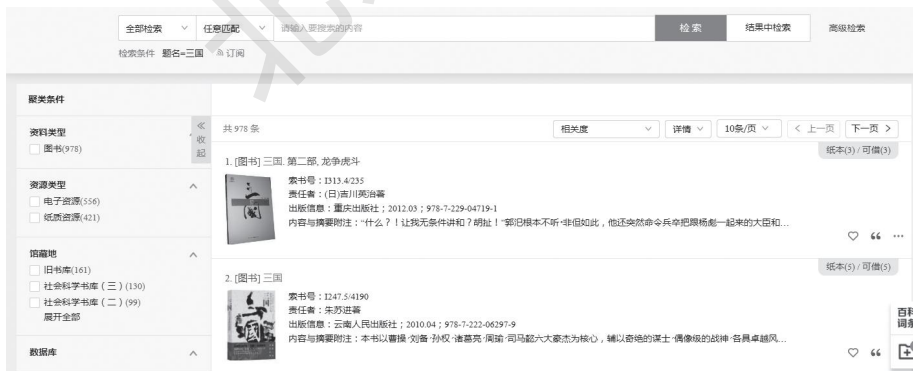 全部检索 任意匹配 请输入要搜索的内容 检索 结果中检索 高级检索
检索条件 题名=三国 订阅
聚类条件
资料类型
图书(978)
收起
资源类型
电子资源(556)
纸质资源(421)
馆藏地
旧书库(161)
社会科学书库(三)(130)
社会科学书库(二)(99)
展开全部
数据库
共 978 条 相关度 详情 10条/页 < 上一页 下一页 >
纸本(3) / 可借(3)
1. [图书] 三国. 第二部, 龙争虎斗
索书号：I313.4/235
责任者：(日)吉川英治著
出版信息：重庆出版社；2012.03；978-7-229-04719-1
内容与摘要附注："什么？！让我无条件讲和？胡扯！"郭汜根本不听·非但如此，他还突然命令兵卒把跟杨彪一起来的大臣和...
纸本(5) / 可借(5)
2. [图书] 三国
索书号：I247.5/4190
责任者：朱苏进著
出版信息：云南人民出版社；2010.04；978-7-222-06297-9
内容与摘要附注：本书以曹操·刘备·孙权·诸葛亮·周瑜·司马懿六大豪杰为核心，辅以奇绝的谋士·偶像级的战神·各具卓越风...
百科
词条